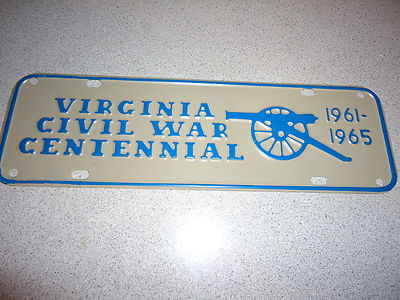 VIRGINIA
CIVIL WAR
CENTENNIAL
1961-
1965